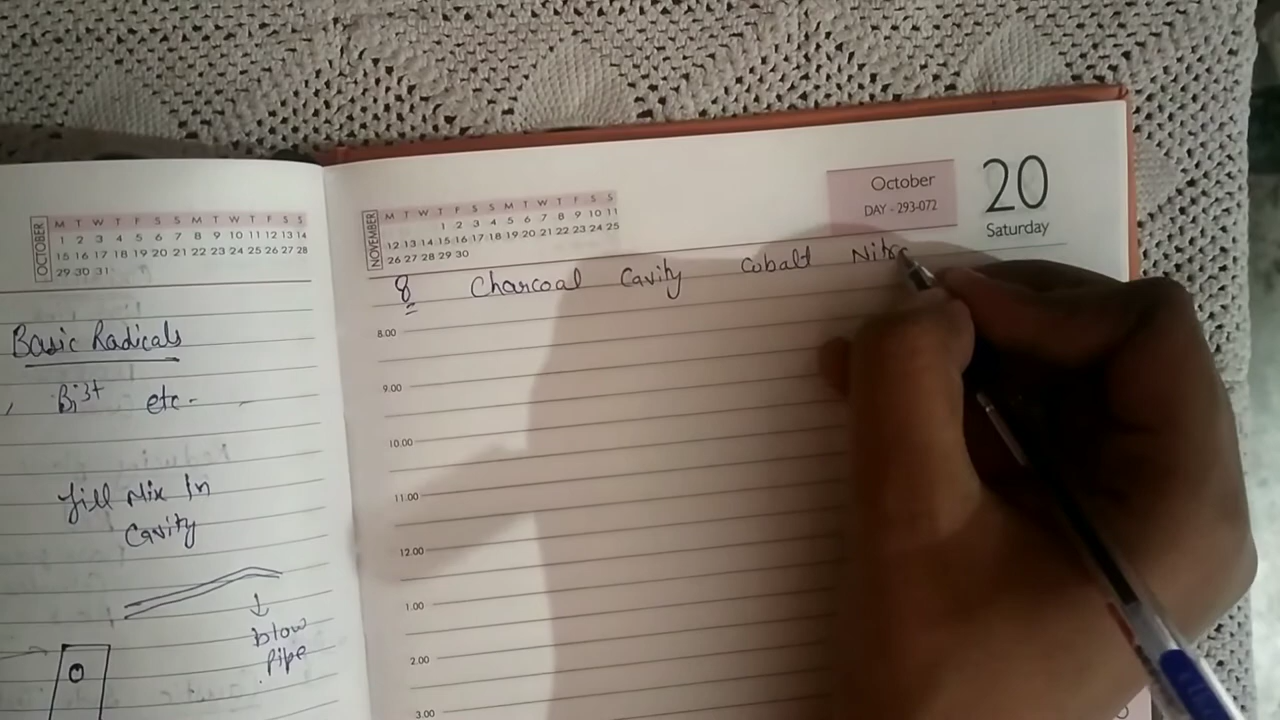 OCTOBER
M T W T F S S M T W T F S S
1 2 3 4 5 6 7 8 9 10 11 12 13 14
15 16 17 18 19 20 21 22 23 24 25 26 27 28
29 30 31
Basic Radicals
, Bi3+ etc-
fill Mix In
Cavity
blow
Pipe
NOVEMBER
M T W T F S S M T W T F S S
1 2 3 4 5 6 7 8 9 10 11
12 13 14 15 16 17 18 19 20 21 22 23 24 25
26 27 28 29 30
October
DAY - 293-072
20
Saturday
8 Charcoal Cavity Cobalt Nitra
8.00
9.00
10.00
11.00
12.00
1.00
2.00
3.00